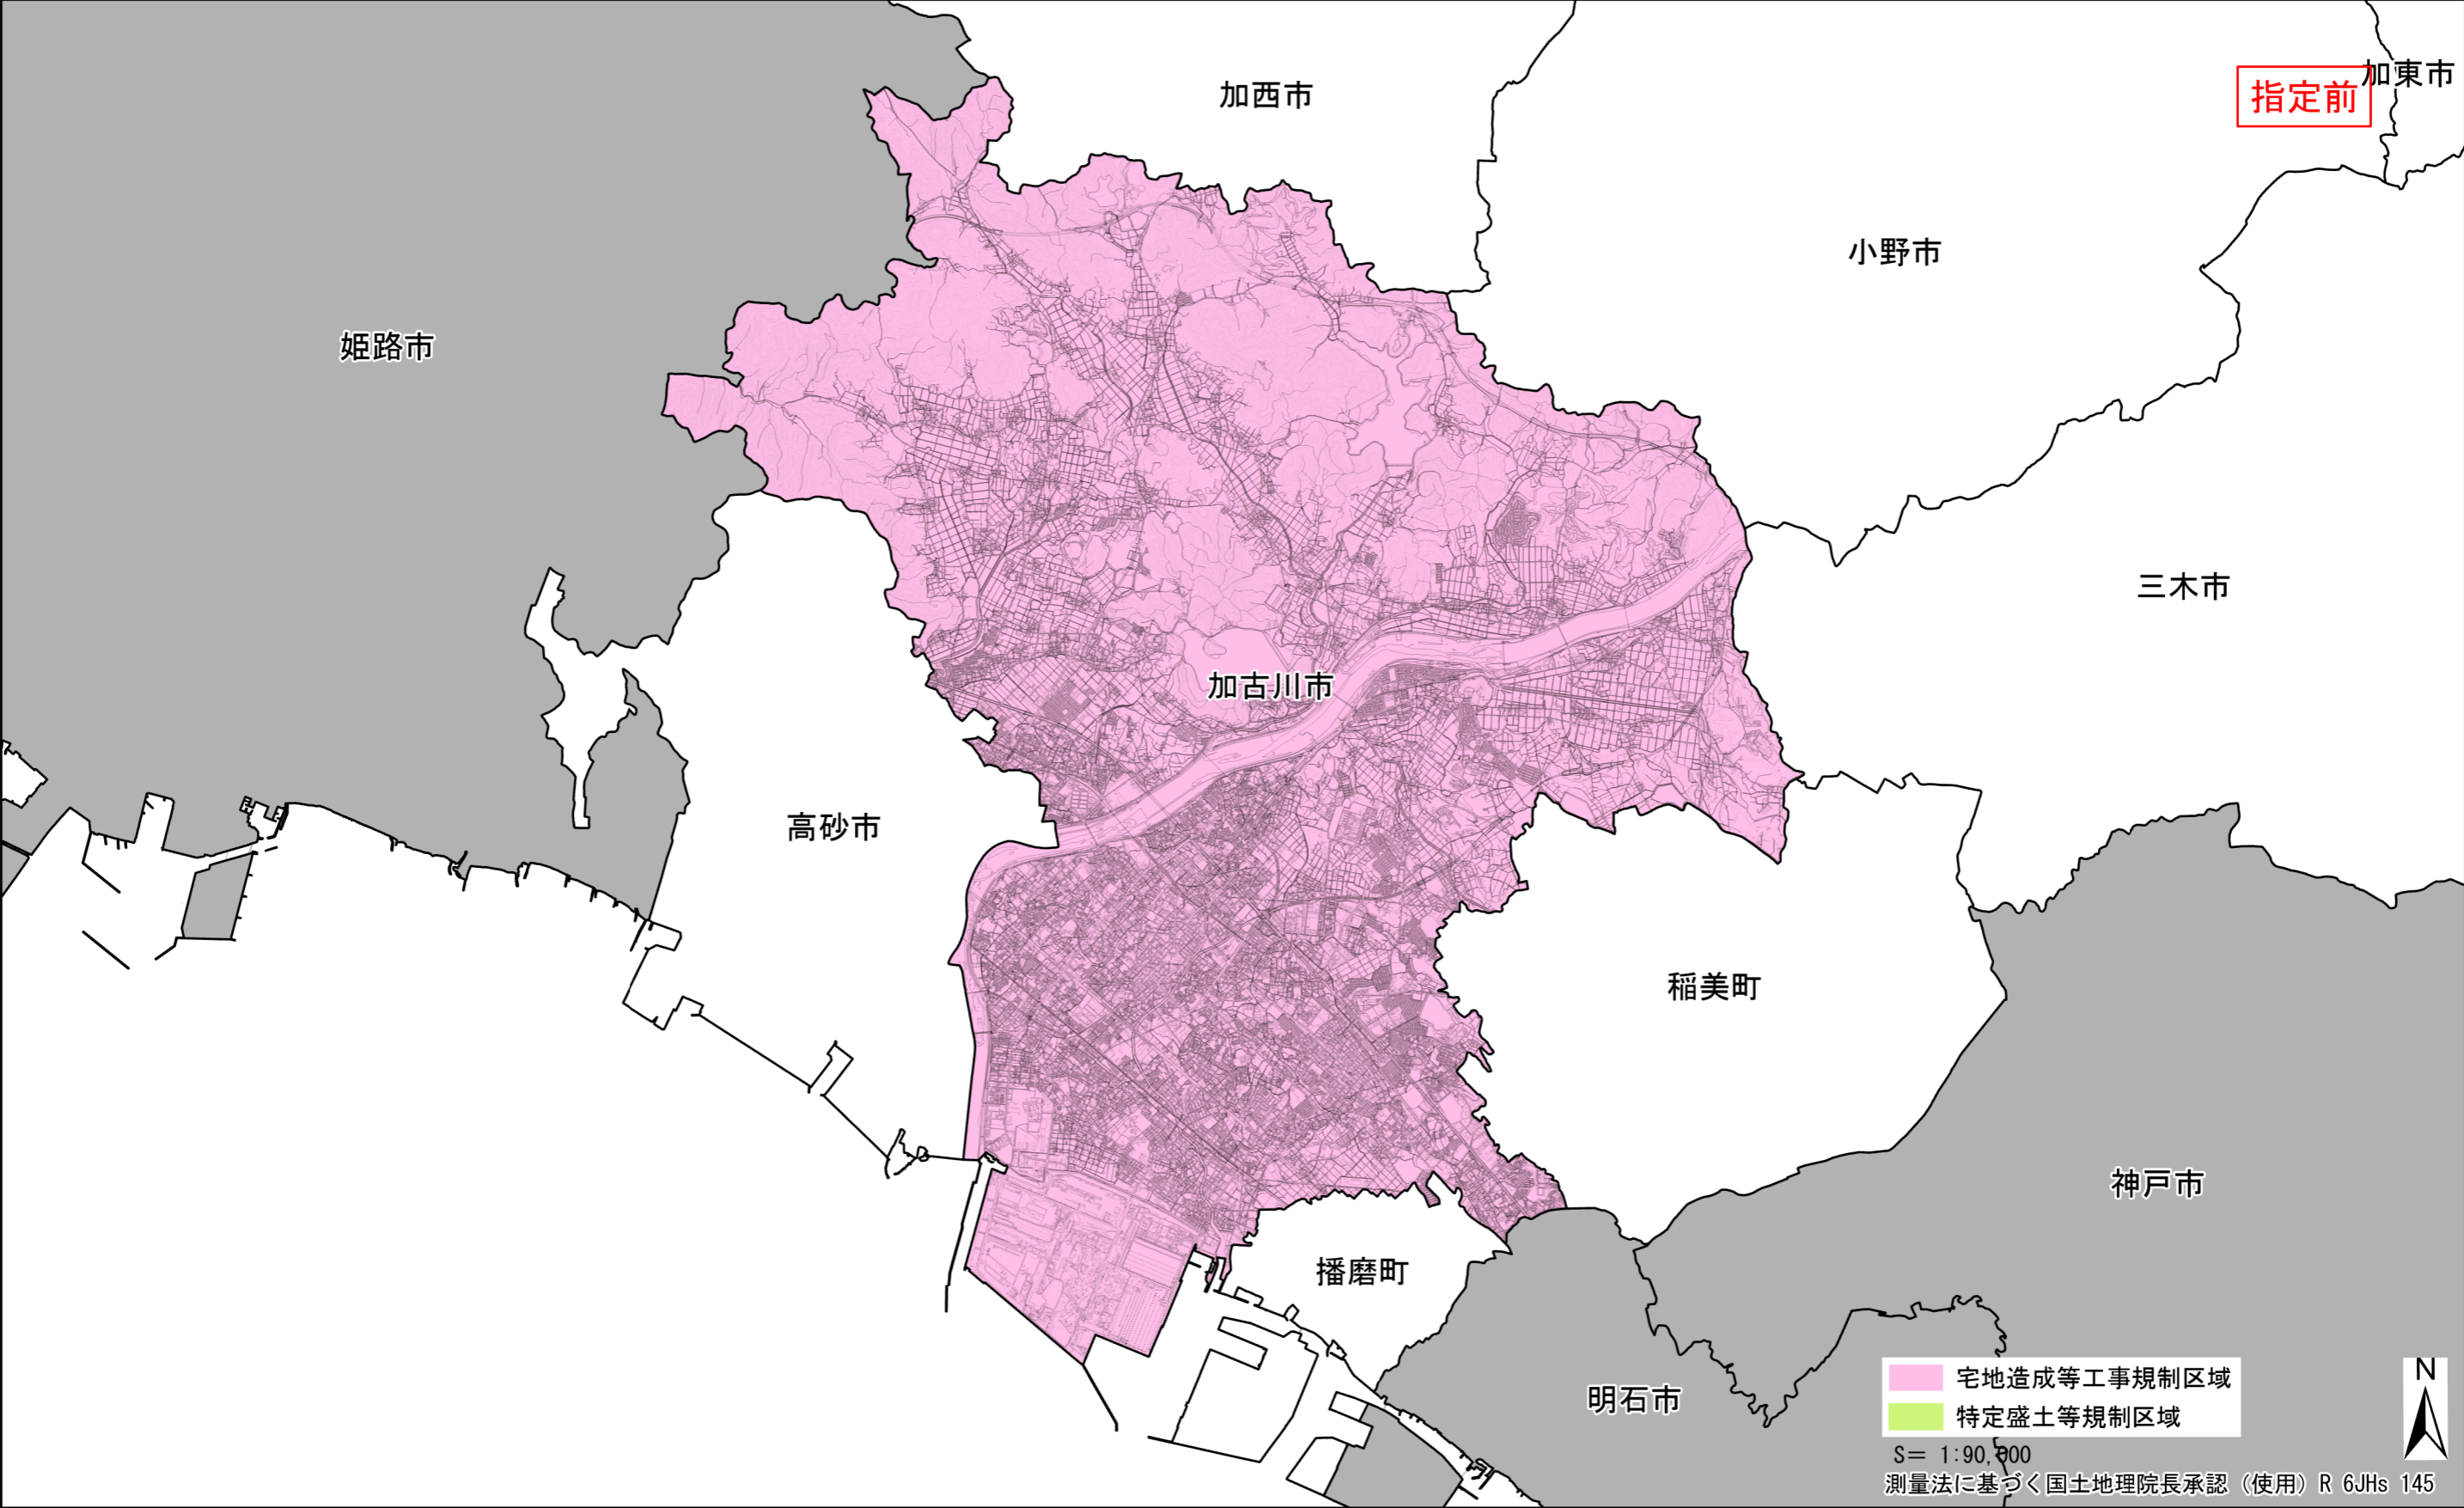 加西市
加東市
指定前
小野市
姫路市
三木市
加古川市
高砂市
稲美町
神戸市
播磨町
明石市
宅地造成等工事規制区域
特定盛土等規制区域
N
S＝ 1:90,000
測量法に基づく国土地理院長承認（使用）R 6JHs 145